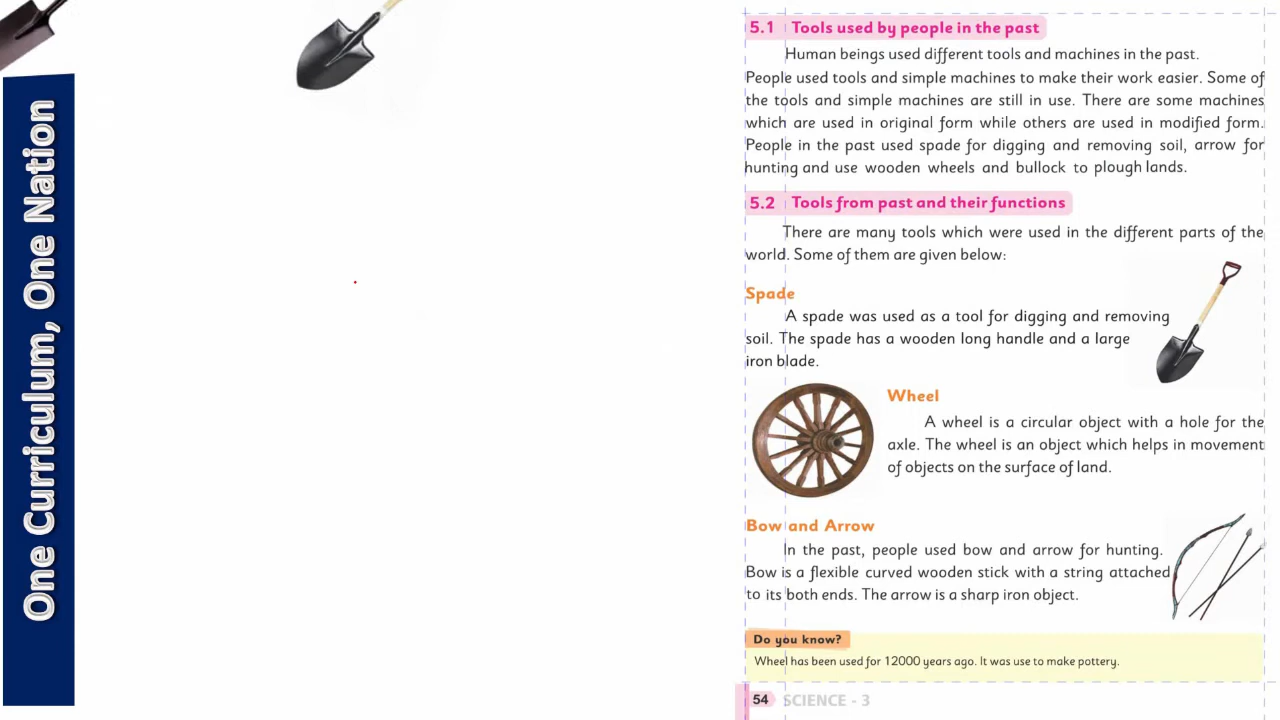 One Curriculum, One Nation
5.1 Tools used by people in the past
Human beings used different tools and machines in the past.
People used tools and simple machines to make their work easier. Some of
the tools and simple machines are still in use. There are some machines
which are used in original form while others are used in modified form.
People in the past used spade for digging and removing soil, arrow for
hunting and use wooden wheels and bullock to plough lands.
5.2 Tools from past and their functions
There are many tools which were used in the different parts of the
world. Some of them are given below:
Spade
A spade was used as a tool for digging and removing
soil. The spade has a wooden long handle and a large
iron blade.
Wheel
A wheel is a circular object with a hole for the
axle. The wheel is an object which helps in movement
of objects on the surface of land.
Bow and Arrow
In the past, people used bow and arrow for hunting.
Bow is a flexible curved wooden stick with a string attached
to its both ends. The arrow is a sharp iron object.
Do you know?
Wheel has been used for 12000 years ago. It was use to make pottery.
54 SCIENCE - 3